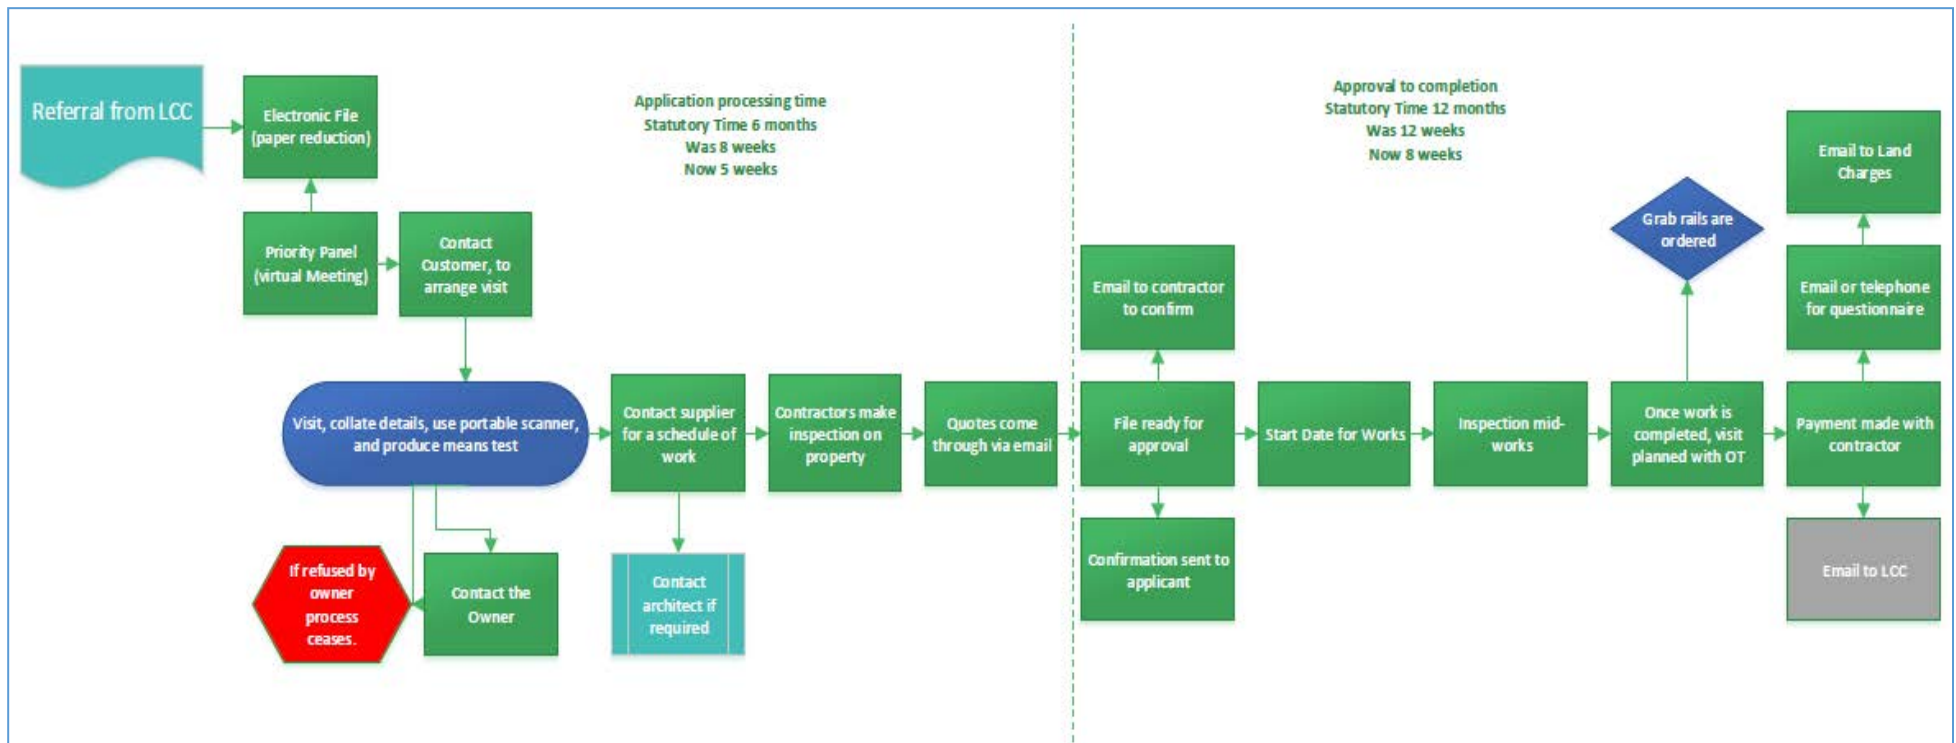 Referral from LCC
Electronic File
(paper reduction)
Priority Panel
(virtual Meeting)
Contact
Customer, to
arrange visit
Application processing time
Statutory Time 6 months
Was 8 weeks
Now 5 weeks
Visit, collate details, use portable scanner,
and produce means test
If refused by
owner
process
ceases.
Contact the
Owner
Contact supplier
for a schedule of
work
Contact
architect if
required
Contractors make
inspection on
property
Quotes come
through via email
Approval to completion
Statutory Time 12 months
Was 12 weeks
Now 8 weeks
Email to contractor
to confirm
File ready for
approval
Confirmation sent to
applicant
Start Date for Works
Inspection mid-
works
Once work is
completed, visit
planned with OT
Grab rails are
ordered
Payment made with
contractor
Email or telephone
for questionnaire
Email to Land
Charges
Email to LCC